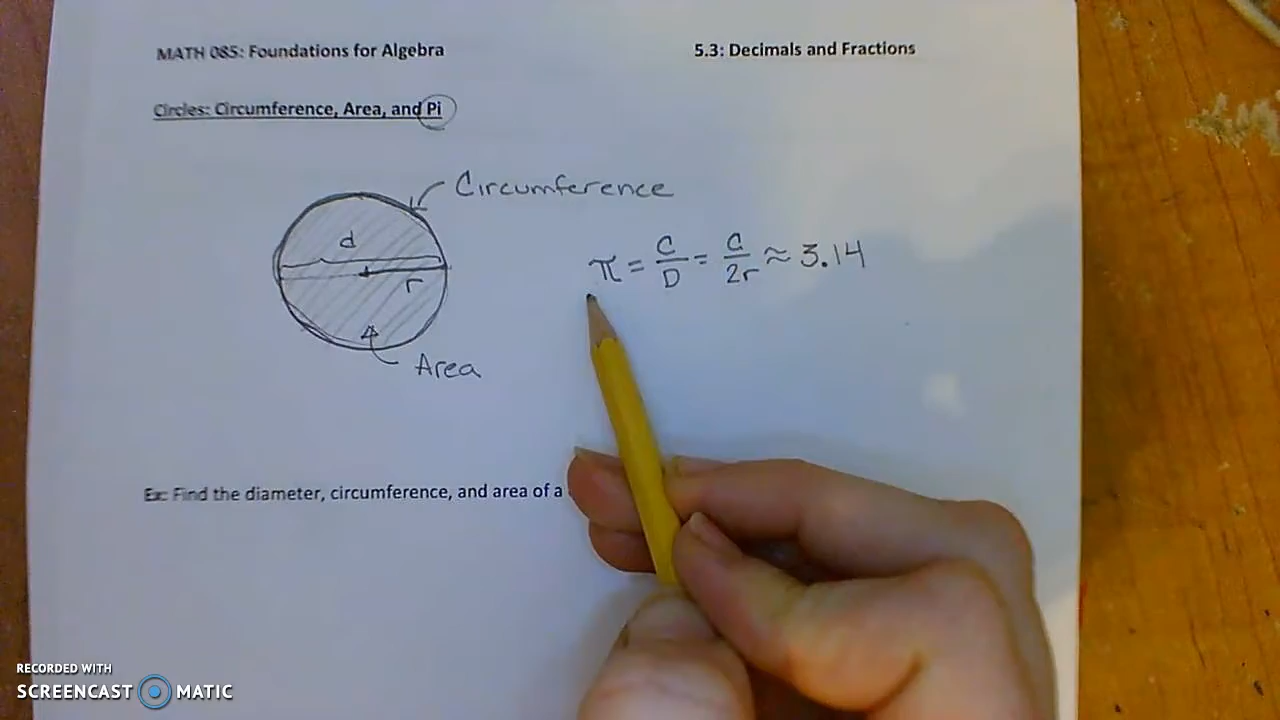 MATH 085: Foundations for Algebra
5.3: Decimals and Fractions
Circles: Circumference, Area, and Pi
Circumference
d
r
π = C/D = C/2r ≈ 3.14
Area
Ex: Find the diameter, circumference, and area of a
RECORDED WITH
SCREENCAST MATIC